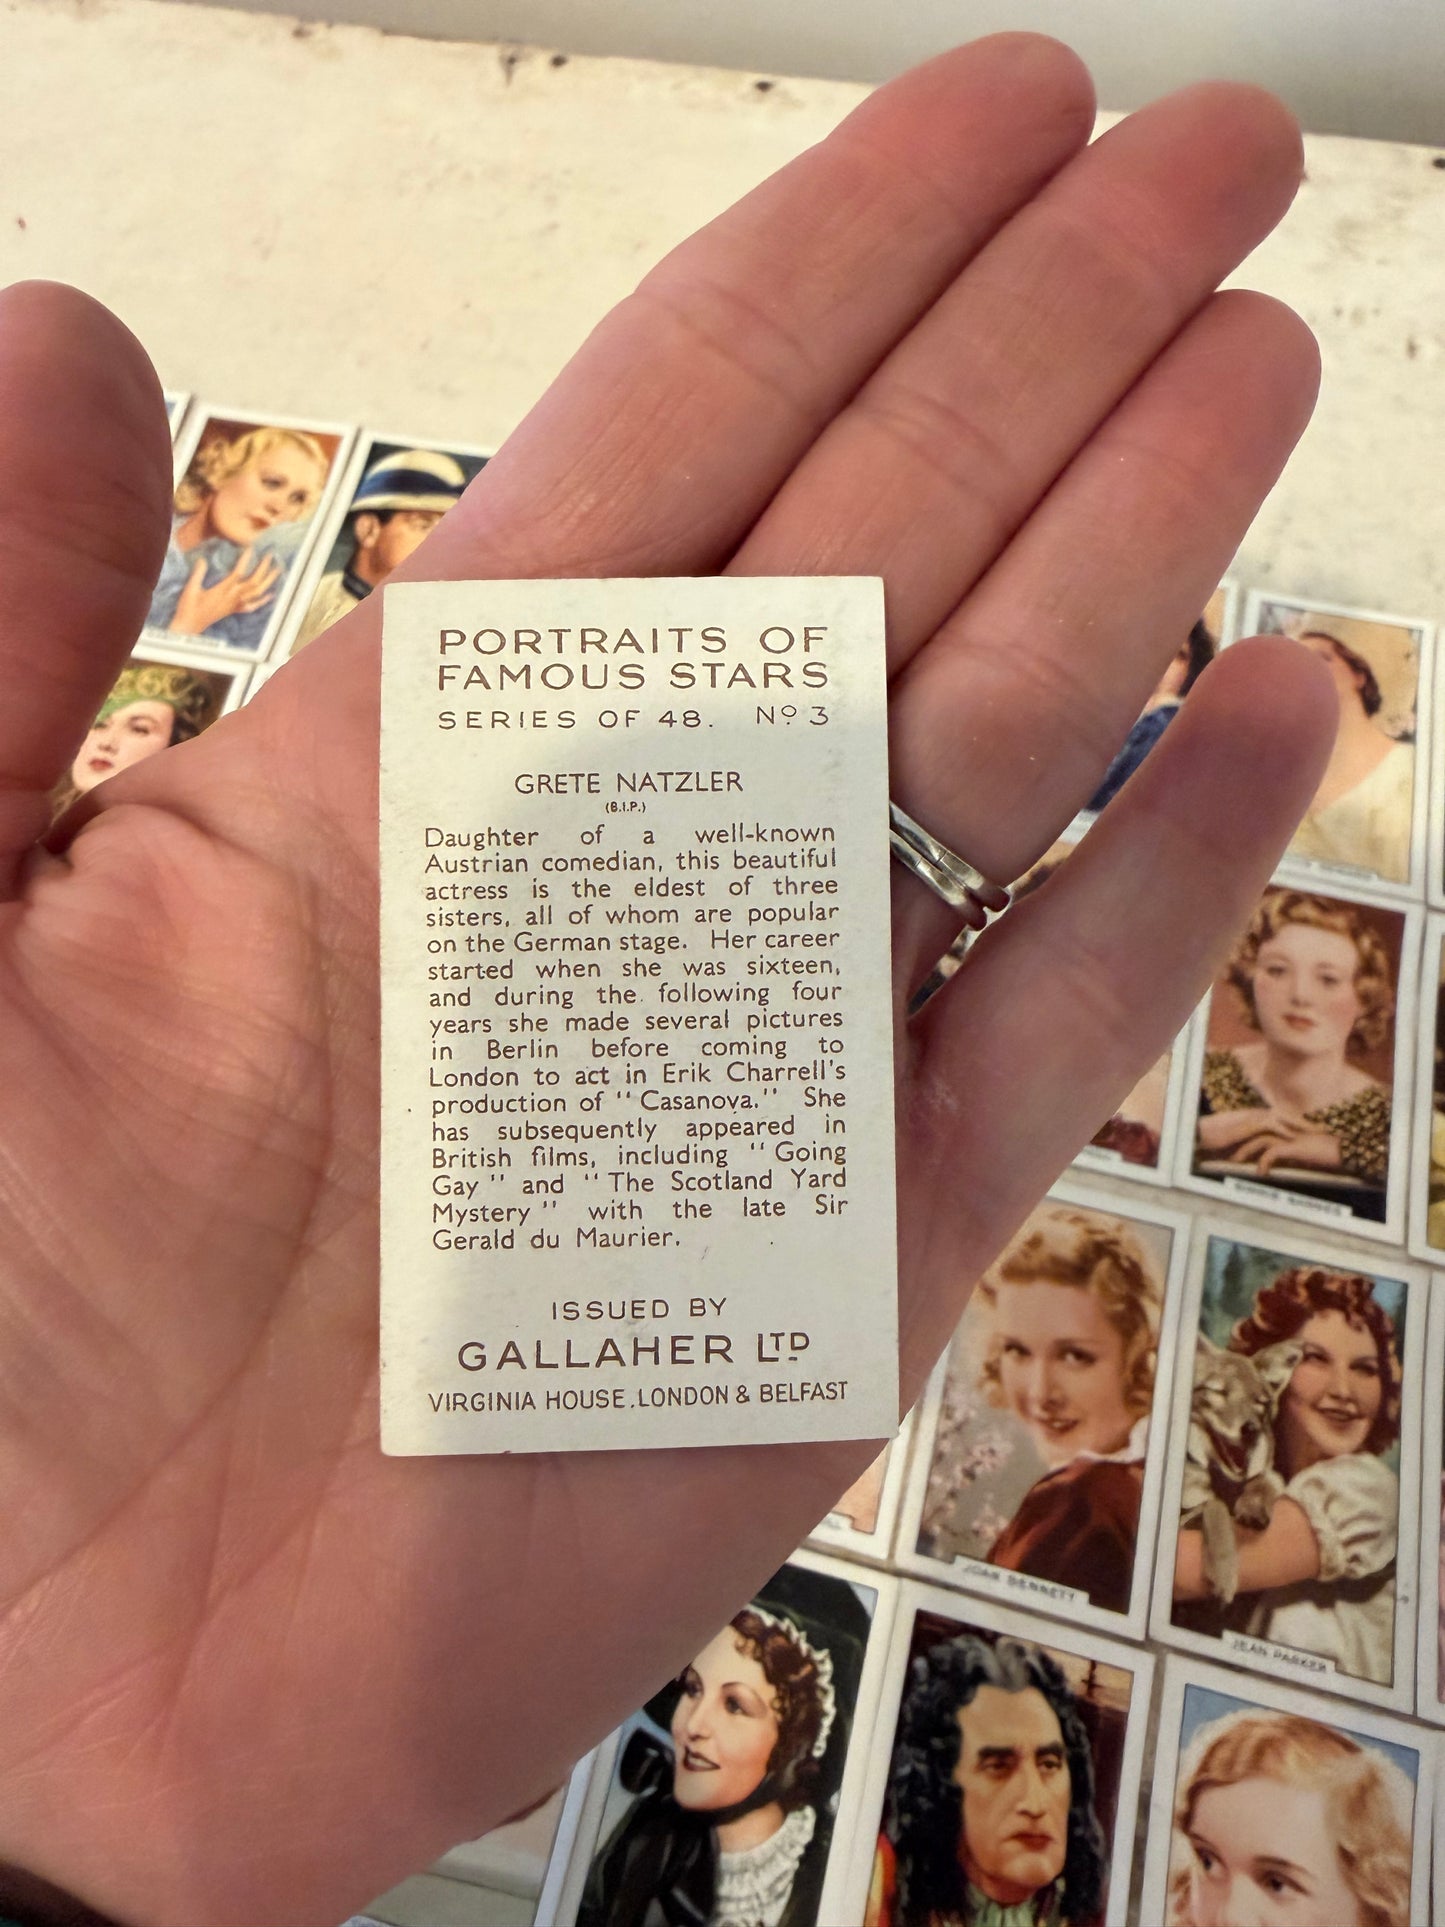 PORTRAITS OF
FAMOUS STARS
SERIES OF 48. Nº 3
GRETE NATZLER
(B.I.P.)
Daughter of a well-known
Austrian comedian, this beautiful
actress is the eldest of three
sisters, all of whom are popular
on the German stage. Her career
started when she was sixteen,
and during the following four
years she made several pictures
in Berlin before coming to
London to act in Erik Charrell's
production of "Casanova." She
has subsequently appeared in
British films, including "Going
Gay" and "The Scotland Yard
Mystery" with the late Sir
Gerald du Maurier.
ISSUED BY
GALLAHER LTD
VIRGINIA HOUSE, LONDON & BELFAST
JOAN BENNETT
JEAN PARKER